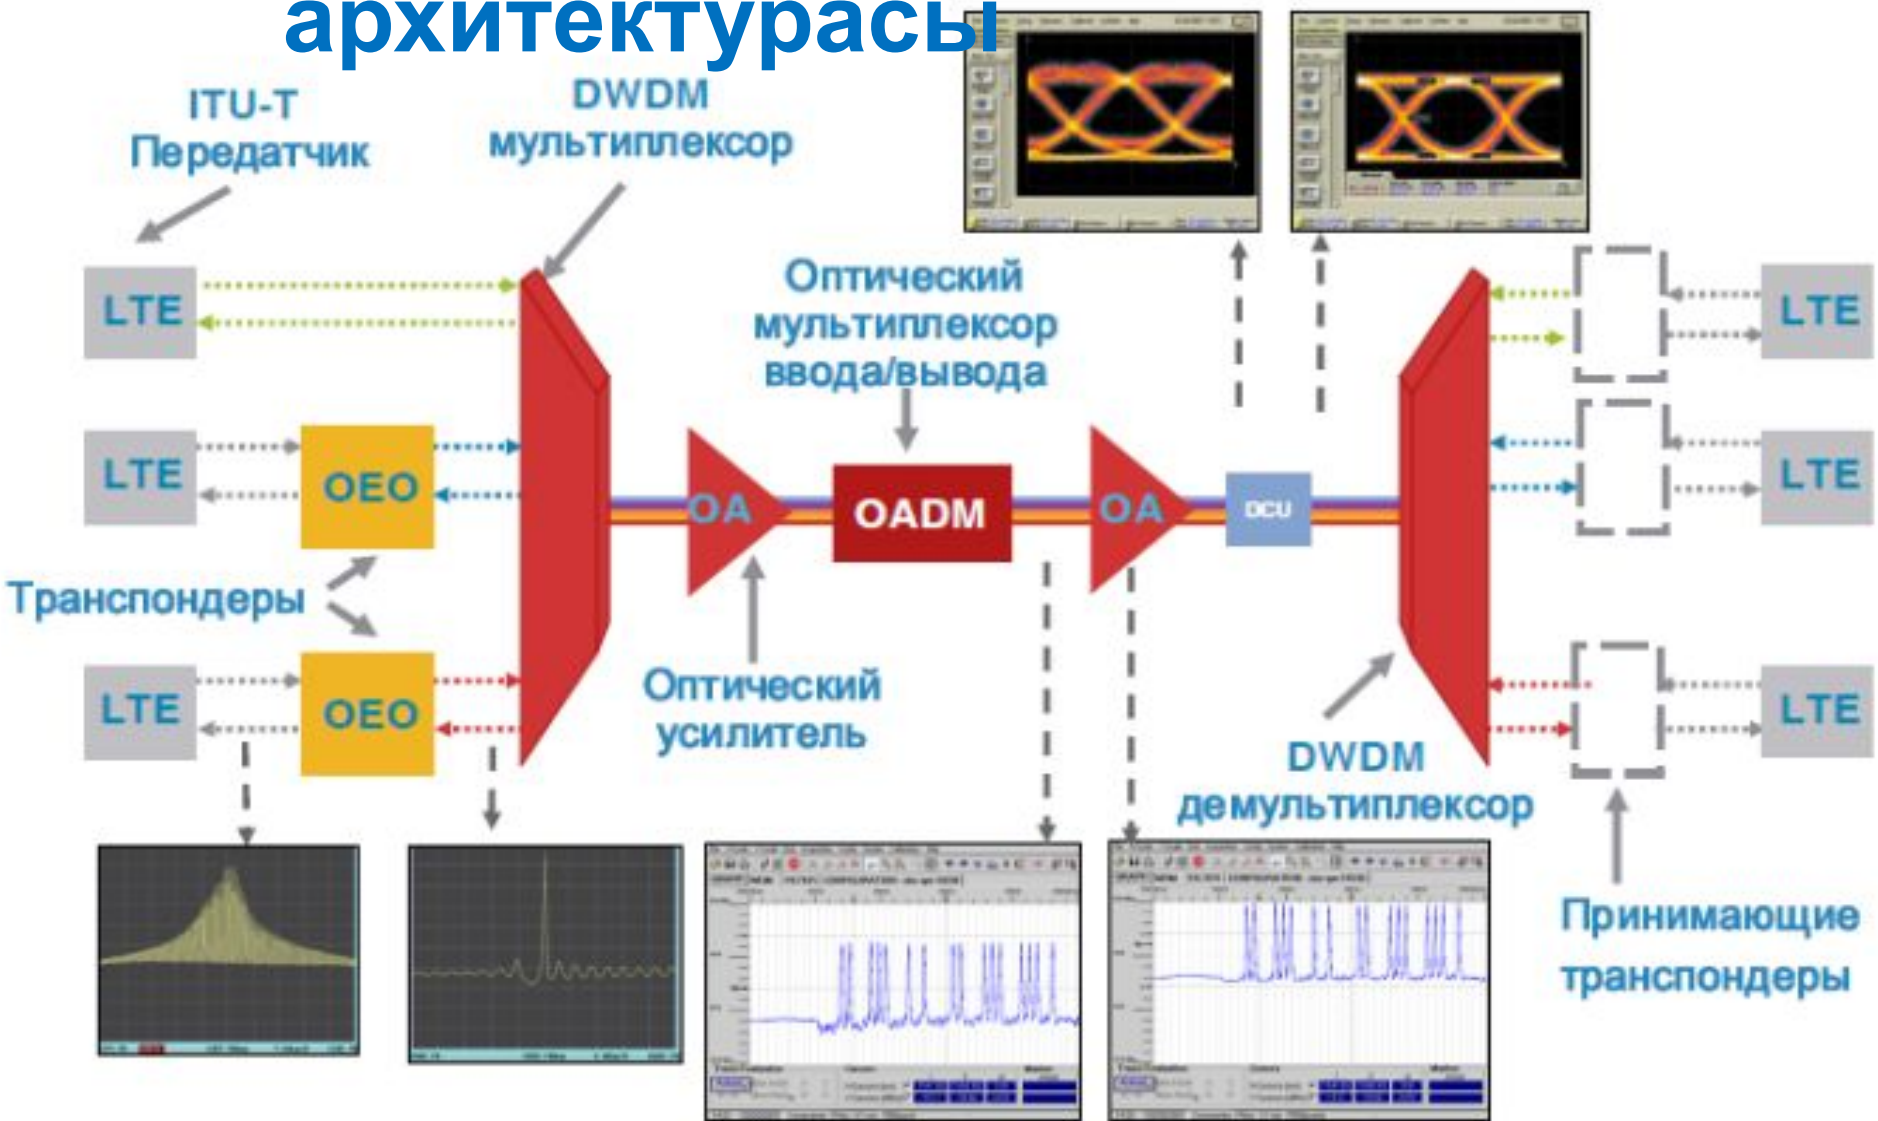 архитектурасы
ITU-T
Передатчик
DWDM
мультиплексор
Оптический
мультиплексор
ввода/вывода
LTE
LTE
LTE
OEO
LTE
OA
OADM
OA
DCU
Транспондеры
LTE
OEO
LTE
Оптический
усилитель
DWDM
демультиплексор
Принимающие
транспондеры